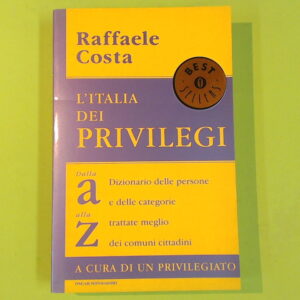 Raffaele
Costa
BEST
SELLERS
L'ITALIA
DEI
PRIVILEGI
Dalla
a
alla
z
Dizionario delle persone
e delle categorie
trattate meglio
dei comuni cittadini
A CURA DI UN PRIVILEGIATO
OSCAR MONDADORI